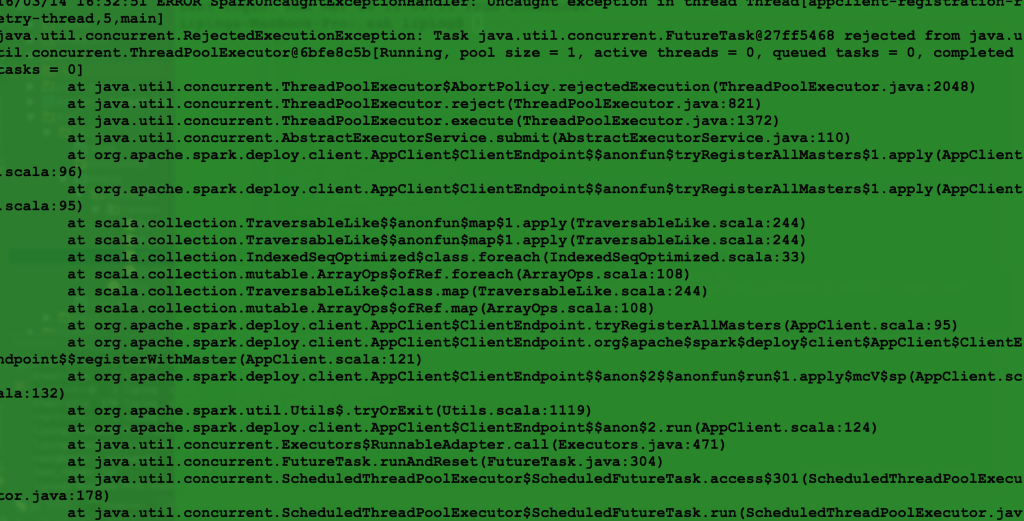 16/03/14 16:32:51 ERROR SparkUncaughtExceptionHandler: Uncaught exception in thread Thread[appclient-registration-r
etry-thread,5,main]
java.util.concurrent.RejectedExecutionException: Task java.util.concurrent.FutureTask@27ff5468 rejected from java.u
til.concurrent.ThreadPoolExecutor@6bfe8c5b[Running, pool size = 1, active threads = 0, queued tasks = 0, completed
tasks = 0]
at java.util.concurrent.ThreadPoolExecutor$AbortPolicy.rejectedExecution(ThreadPoolExecutor.java:2048)
at java.util.concurrent.ThreadPoolExecutor.reject(ThreadPoolExecutor.java:821)
at java.util.concurrent.ThreadPoolExecutor.execute(ThreadPoolExecutor.java:1372)
at java.util.concurrent.AbstractExecutorService.submit(AbstractExecutorService.java:110)
at org.apache.spark.deploy.client.AppClient$ClientEndpoint$$anonfun$tryRegisterAllMasters$1.apply(AppClient
.scala:96)
at org.apache.spark.deploy.client.AppClient$ClientEndpoint$$anonfun$tryRegisterAllMasters$1.apply(AppClient
.scala:95)
at scala.collection.TraversableLike$$anonfun$map$1.apply(TraversableLike.scala:244)
at scala.collection.TraversableLike$$anonfun$map$1.apply(TraversableLike.scala:244)
at scala.collection.IndexedSeqOptimized$class.foreach(IndexedSeqOptimized.scala:33)
at scala.collection.mutable.ArrayOps$ofRef.foreach(ArrayOps.scala:108)
at scala.collection.TraversableLike$class.map(TraversableLike.scala:244)
at scala.collection.mutable.ArrayOps$ofRef.map(ArrayOps.scala:108)
at org.apache.spark.deploy.client.AppClient$ClientEndpoint.tryRegisterAllMasters(AppClient.scala:95)
at org.apache.spark.deploy.client.AppClient$ClientEndpoint.org$apache$spark$deploy$client$AppClient$ClientE
ndpoint$$registerWithMaster(AppClient.scala:121)
at org.apache.spark.deploy.client.AppClient$ClientEndpoint$$anon$2$$anonfun$run$1.apply$mcV$sp(AppClient.sc
ala:132)
at org.apache.spark.util.Utils$.tryOrExit(Utils.scala:1119)
at org.apache.spark.deploy.client.AppClient$ClientEndpoint$$anon$2.run(AppClient.scala:124)
at java.util.concurrent.Executors$RunnableAdapter.call(Executors.java:471)
at java.util.concurrent.FutureTask.runAndReset(FutureTask.java:304)
at java.util.concurrent.ScheduledThreadPoolExecutor$ScheduledFutureTask.access$301(ScheduledThreadPoolExecu
tor.java:178)
at java.util.concurrent.ScheduledThreadPoolExecutor$ScheduledFutureTask.run(ScheduledThreadPoolExecutor.jav